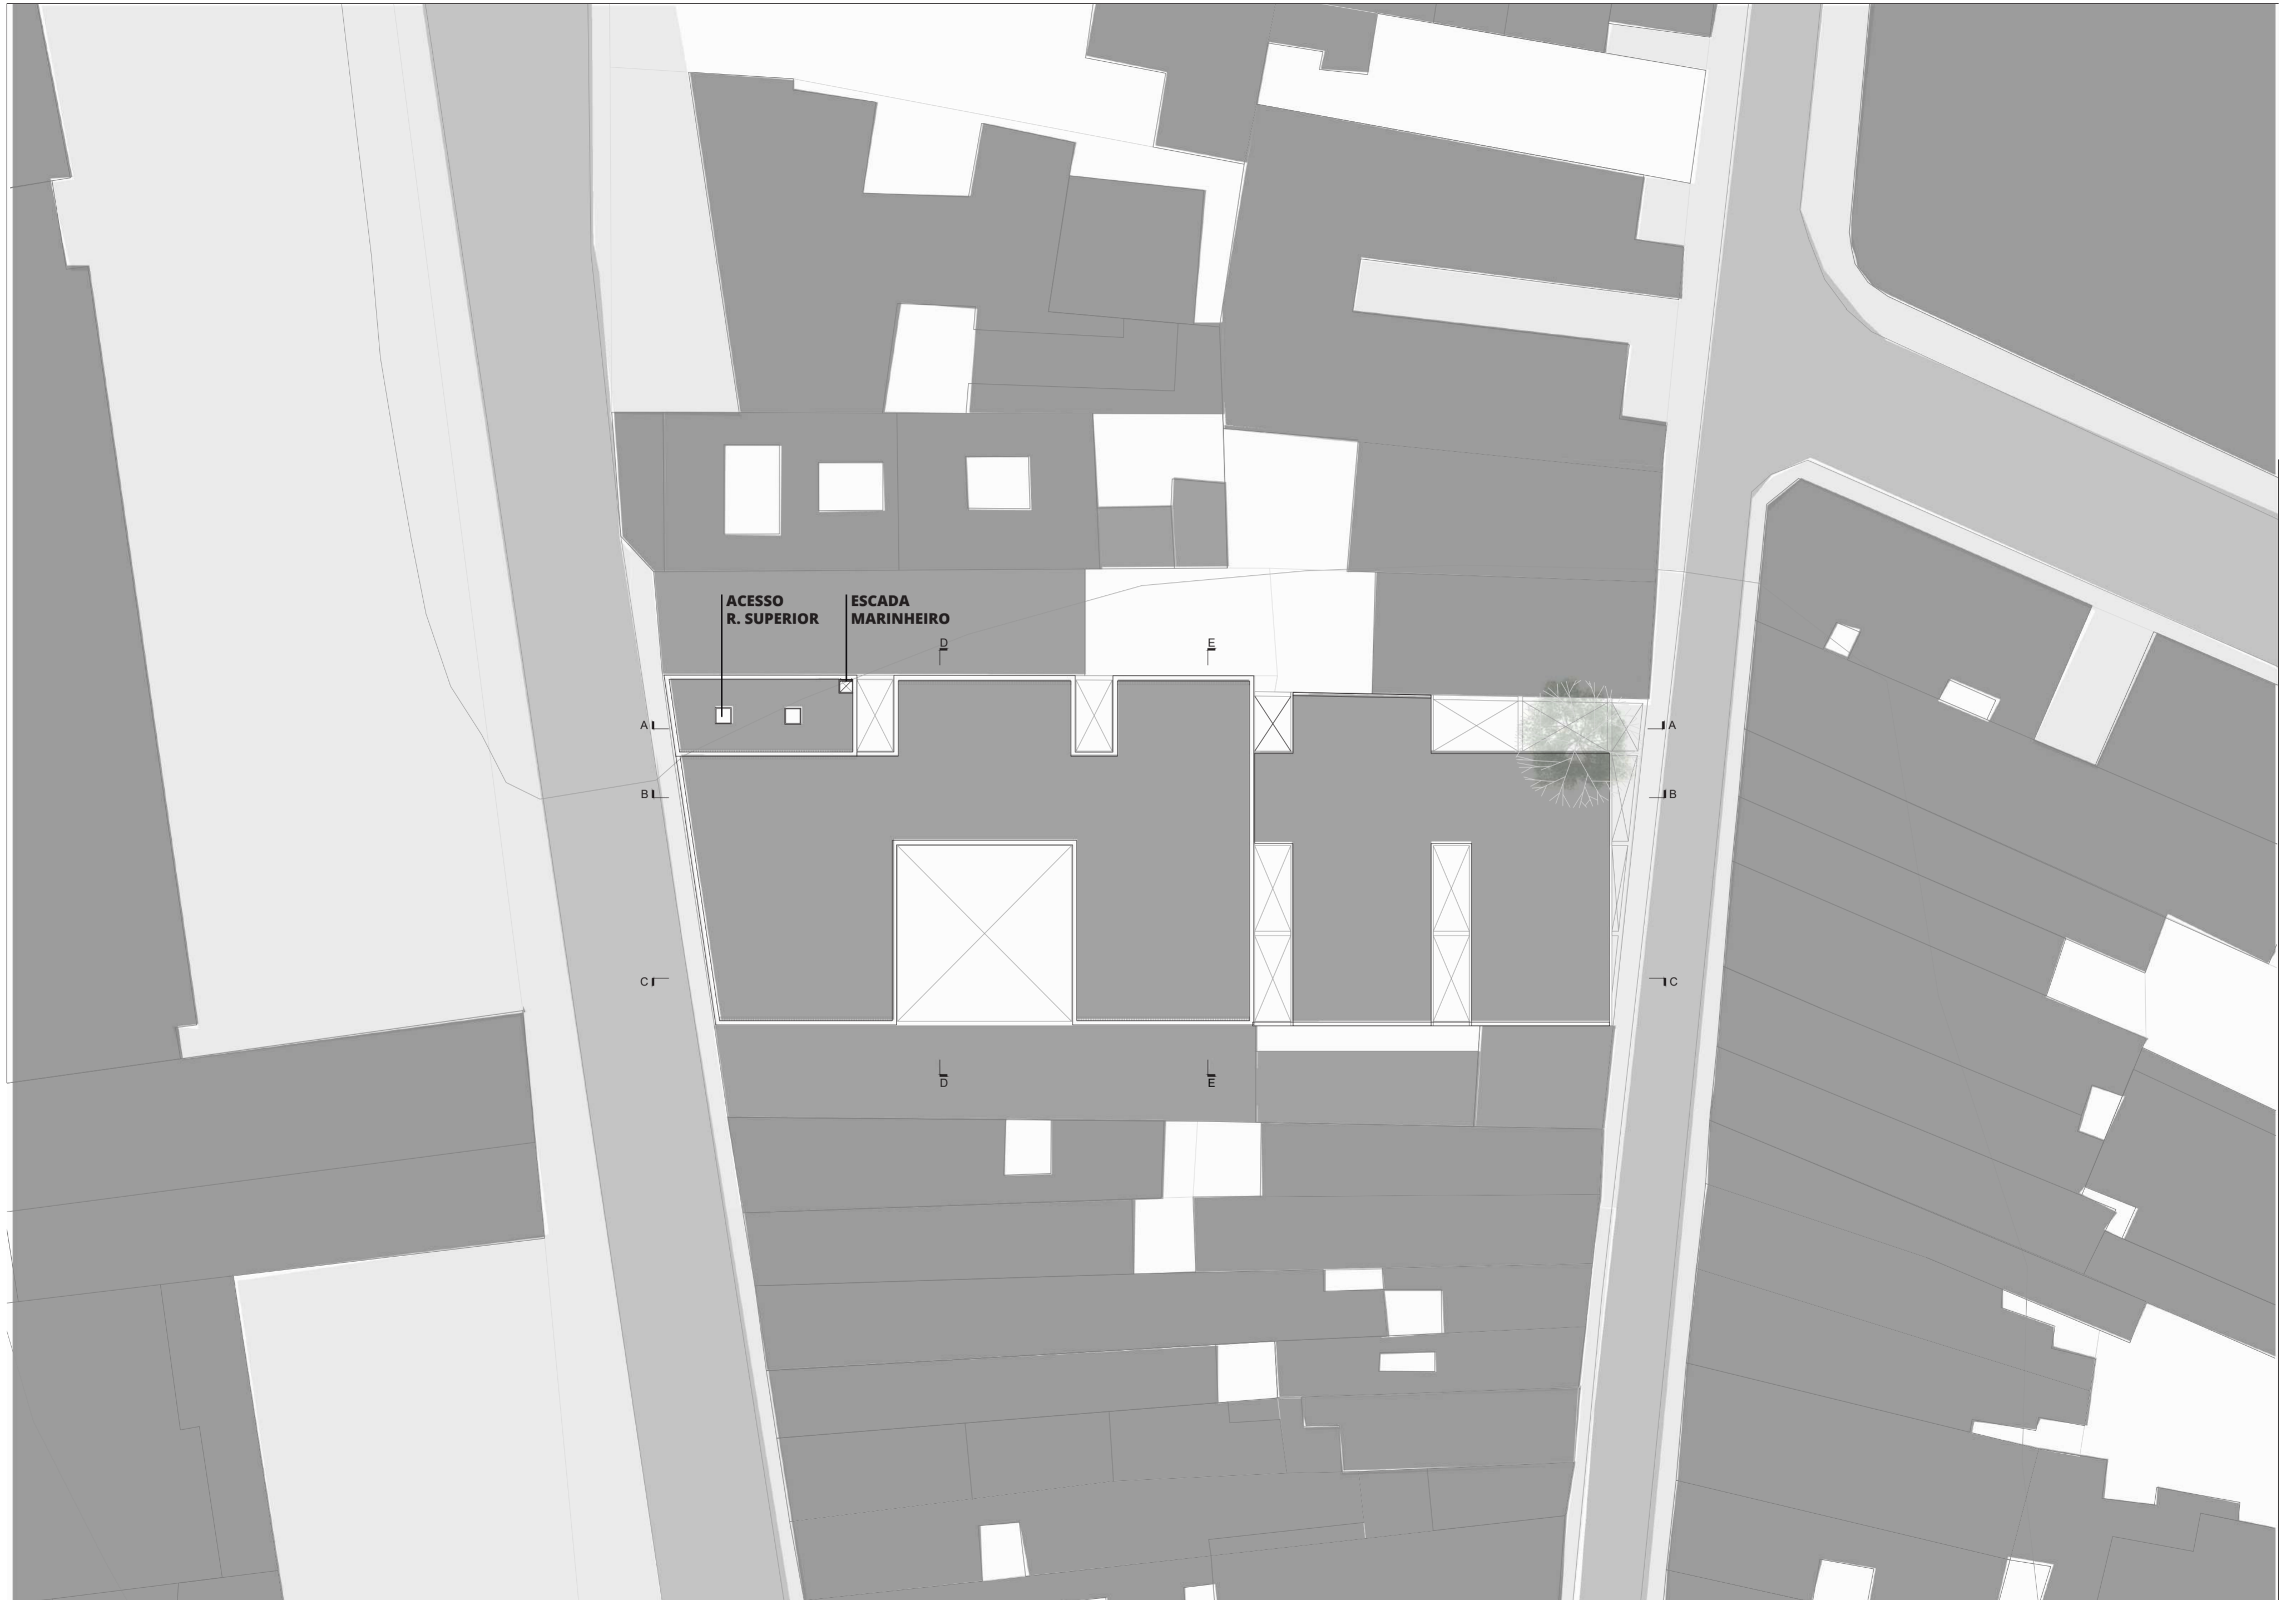 ACESSO
R. SUPERIOR
ESCADA
MARINHEIRO
D
E
A
A
B
B
C
C
D
E